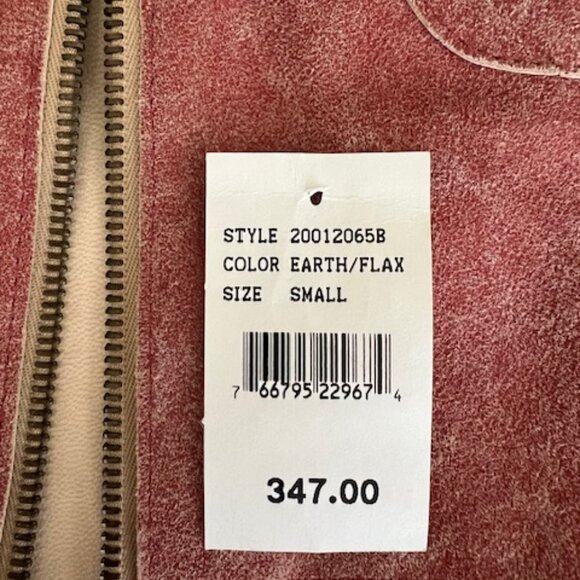 STYLE 20012065B
COLOR EARTH/FLAX
SIZE SMALL
7 66795 22967 4
347.00